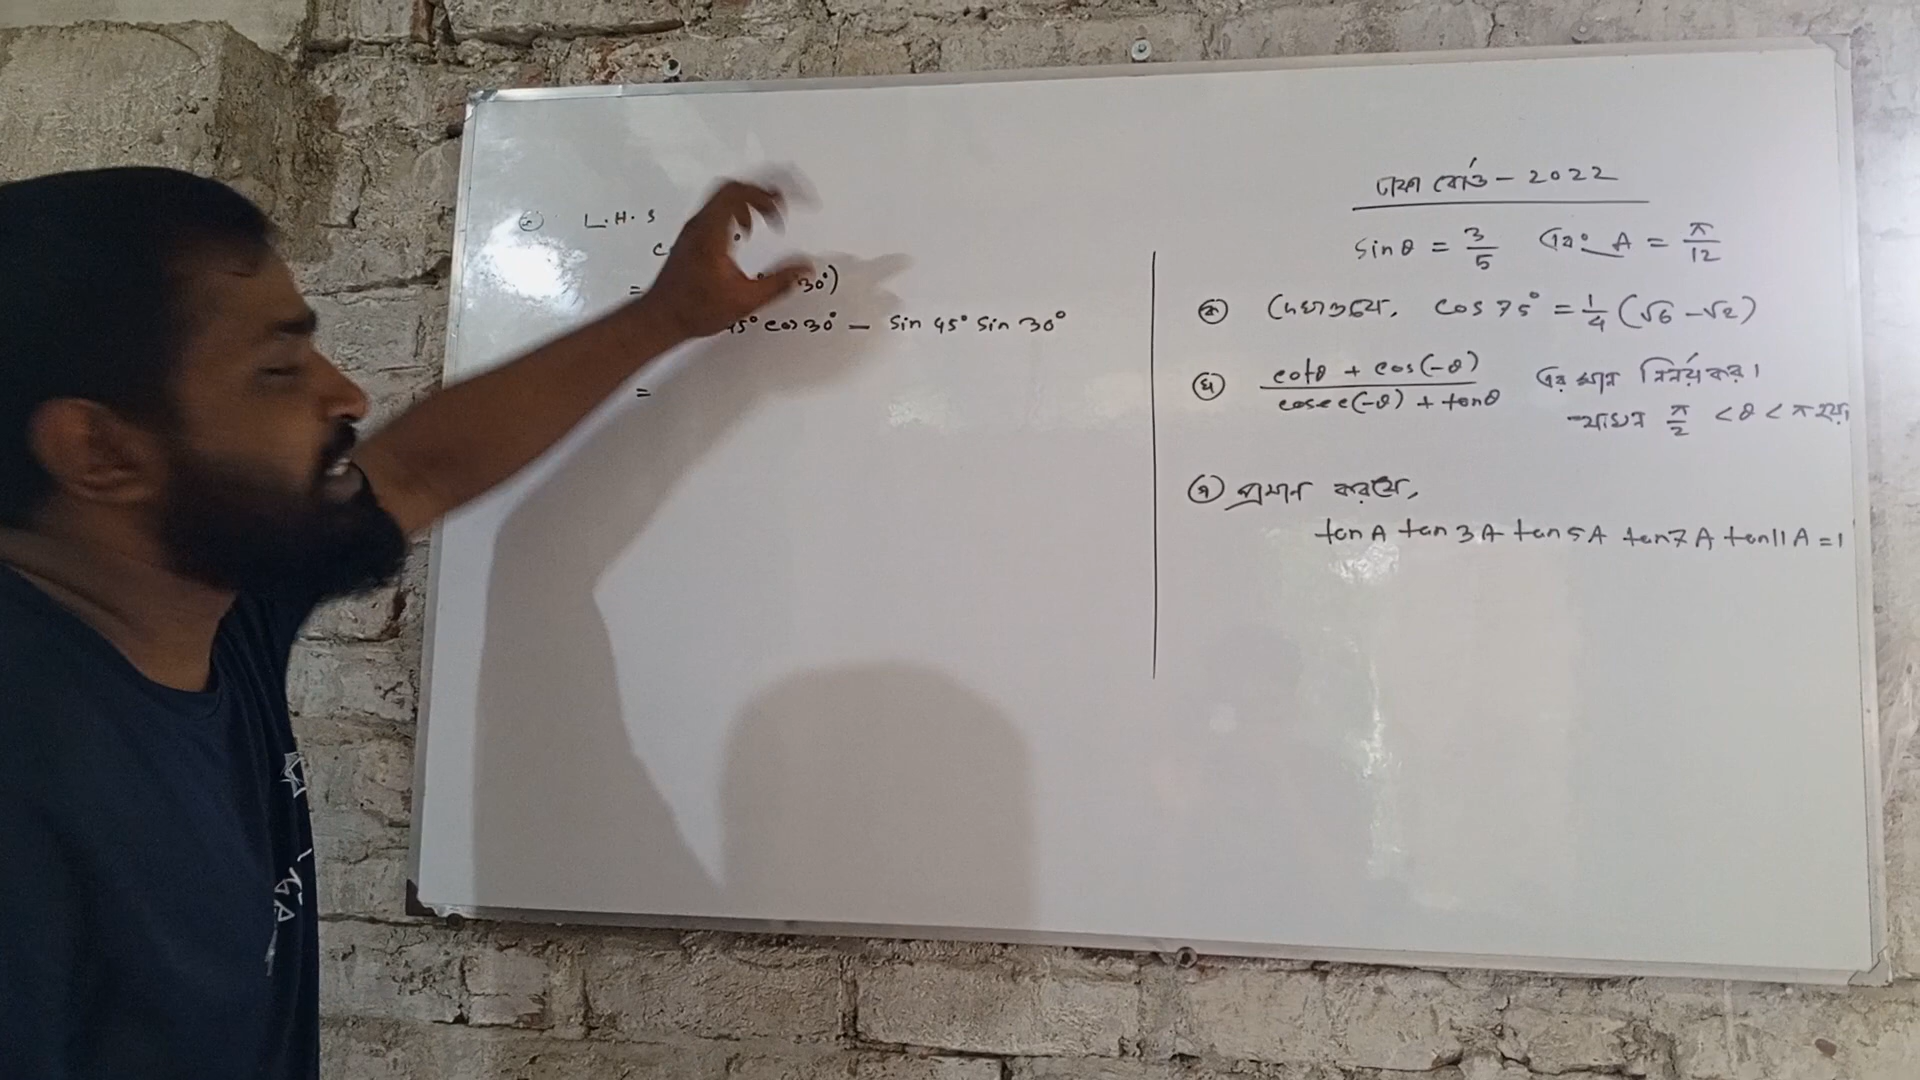 ক L.H.S
=
30°)
45° cos 30° — sin 45° sin 30°
=
ঢাকা বোর্ড – 2022
sinθ = 3/5 এবং A = π/12
ক দেখাও যে, cos 75° = 1/4 (√6 – √2)
খ cotθ + cos(-θ) / cosec(-θ) + tanθ এর মান নির্ণয় কর।
যখন π/2 < θ < π হয়।
গ প্রমাণ কর যে,
tan A tan 3A tan 5A tan 7A tan 11A = 1